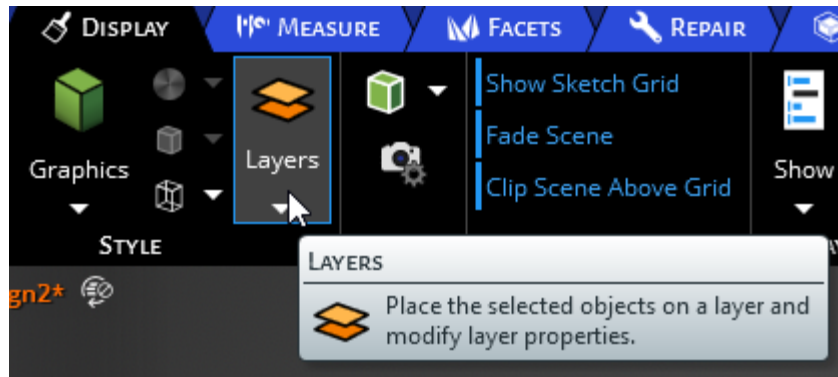 DISPLAY
MEASURE
FACETS
REPAIR
Graphics
Layers
Show Sketch Grid
Fade Scene
Clip Scene Above Grid
Show
STYLE
gn2*
LAYERS
Place the selected objects on a layer and
modify layer properties.